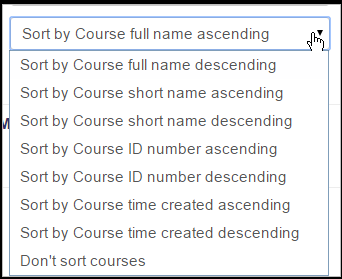 Sort by Course full name ascending
Sort by Course full name descending
Sort by Course short name ascending
Sort by Course short name descending
Sort by Course ID number ascending
Sort by Course ID number descending
Sort by Course time created ascending
Sort by Course time created descending
Don't sort courses